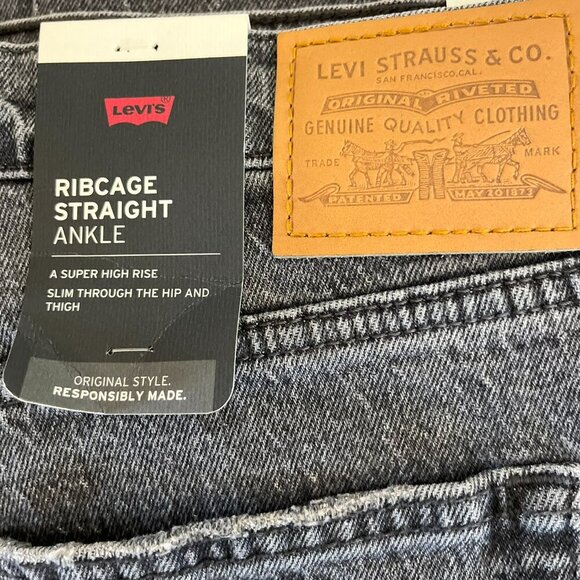 LEVI'S ®
RIBCAGE
STRAIGHT
ANKLE
A SUPER HIGH RISE
SLIM THROUGH THE HIP AND
THIGH
ORIGINAL STYLE.
RESPONSIBLY MADE.
LEVI STRAUSS & CO.
SAN FRANCISCO, CAL.
ORIGINAL RIVETED
GENUINE QUALITY CLOTHING
TRADE MARK
PATENTED MAY 20 1873